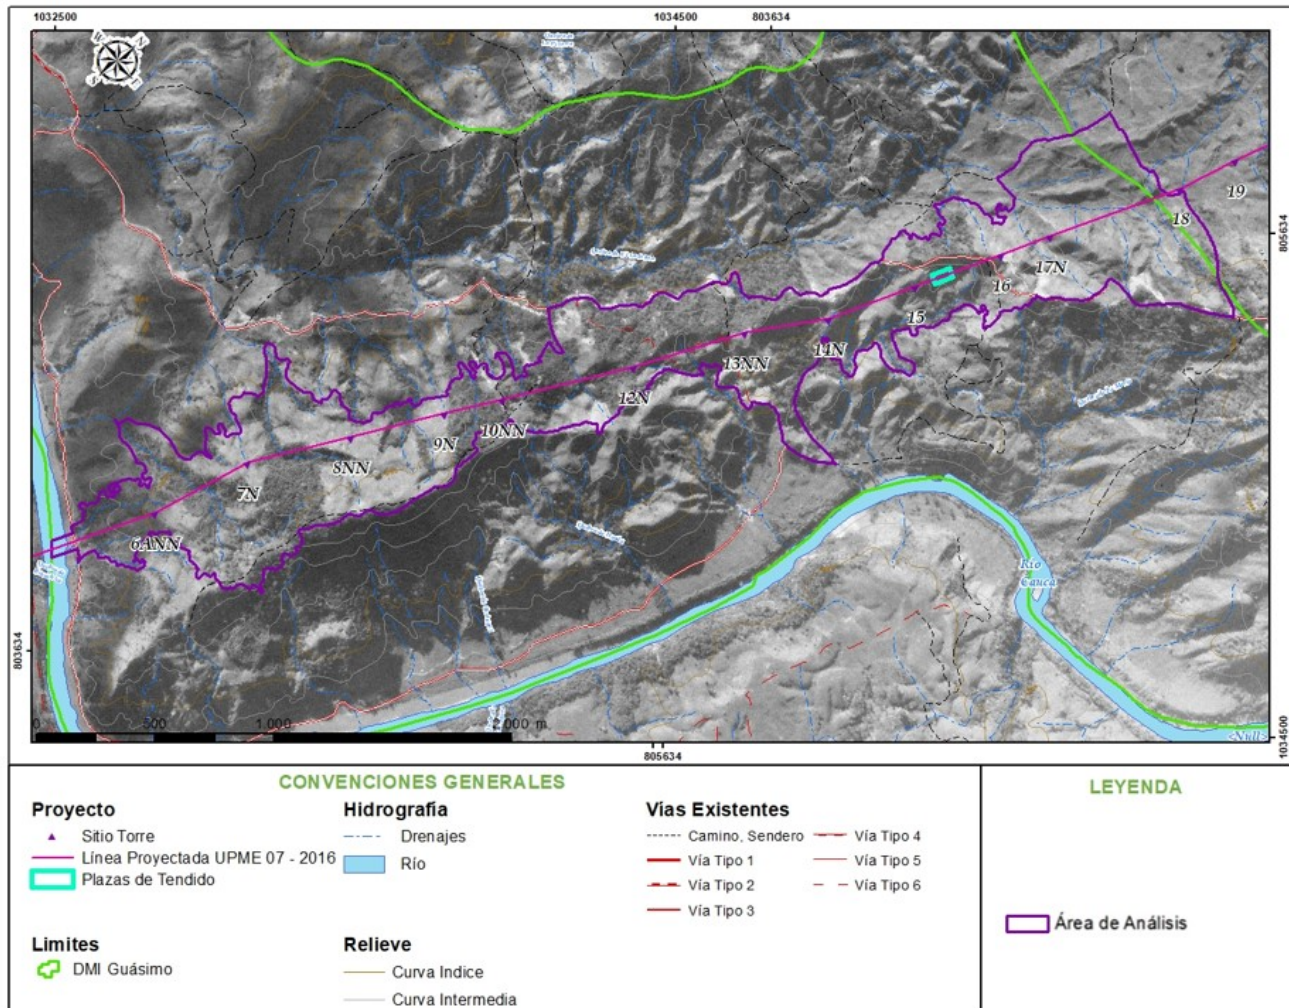 1032500
1034500
803634
W
N
S
19
18
805634
17N
16
15
14N
13NN
12N
10NN
9N
8NN
7N
6ANN
Río
Cauca
803634
0
500
1.000
2.000 m
<Null>
1034500
805634
CONVENCIONES GENERALES
LEYENDA
Proyecto
Hidrografía
Vías Existentes
Sitio Torre
Drenajes
Camino, Sendero
Vía Tipo 4
Línea Proyectada UPME 07 - 2016
Río
Vía Tipo 1
Vía Tipo 5
Plazas de Tendido
Vía Tipo 2
Vía Tipo 6
Vía Tipo 3
Área de Análisis
Limites
Relieve
DMI Guásimo
Curva Indice
Curva Intermedia